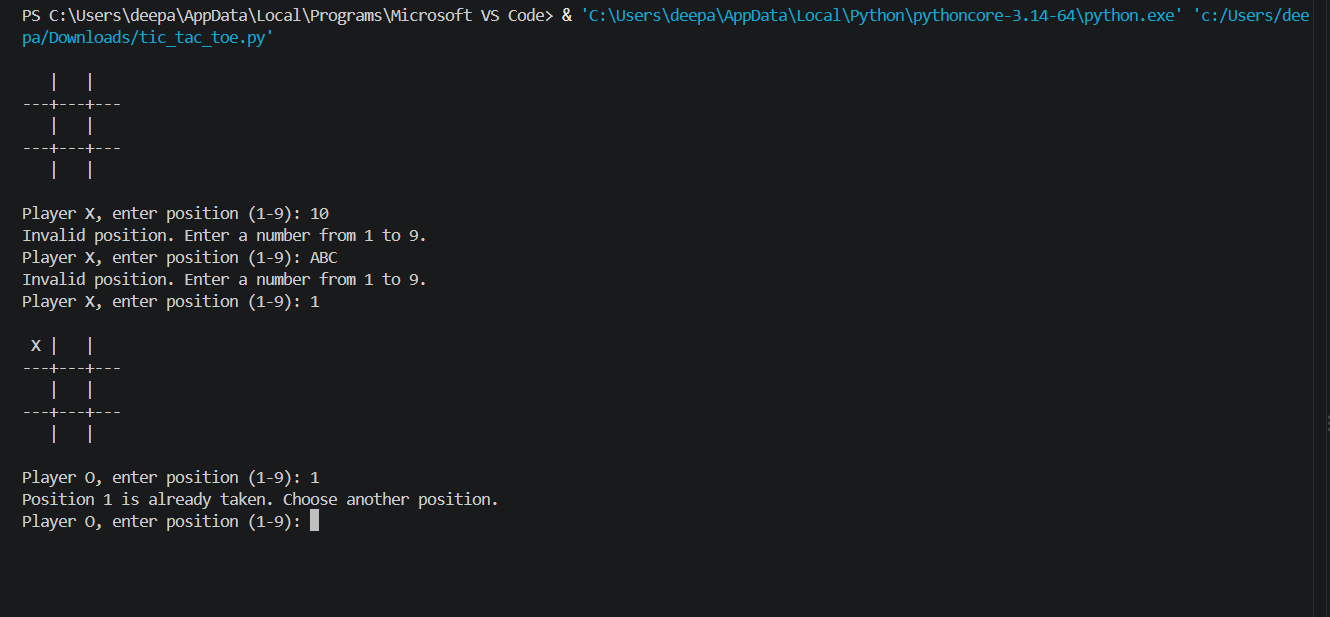 PS C:\Users\deepa\AppData\Local\Programs\Microsoft VS Code> & 'C:\Users\deepa\AppData\Local\Python\pythoncore-3.14-64\python.exe' 'c:/Users/dee
pa/Downloads/tic_tac_toe.py'

   |   |
---+---+---
   |   |
---+---+---
   |   |

Player X, enter position (1-9): 10
Invalid position. Enter a number from 1 to 9.
Player X, enter position (1-9): ABC
Invalid position. Enter a number from 1 to 9.
Player X, enter position (1-9): 1

 X |   |
---+---+---
   |   |
---+---+---
   |   |

Player O, enter position (1-9): 1
Position 1 is already taken. Choose another position.
Player O, enter position (1-9):